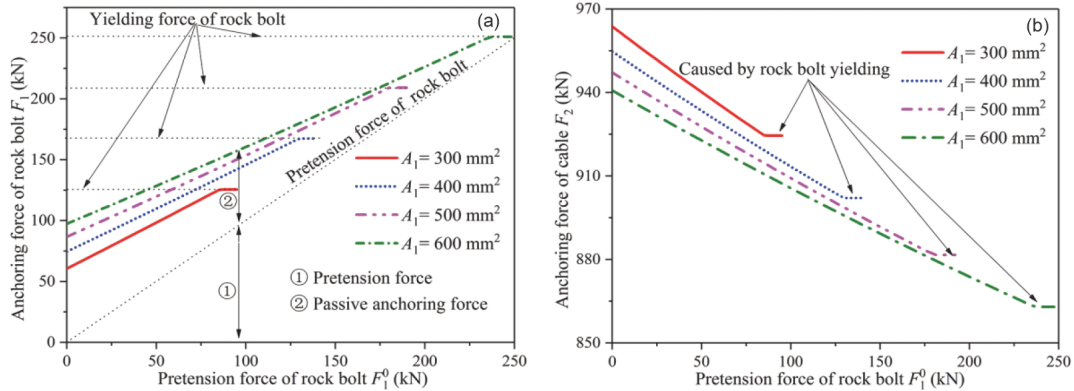 (a)
Yielding force of rock bolt
Pretension force of rock bolt
A₁= 300 mm²
A₁= 400 mm²
A₁= 500 mm²
A₁= 600 mm²
① Pretension force
② Passive anchoring force
②
①
Anchoring force of rock bolt F₁ (kN)
250
200
150
100
50
0
0 50 100 150 200 250
Pretension force of rock bolt F₁⁰ (kN)
(b)
Caused by rock bolt yielding
A₁= 300 mm²
A₁= 400 mm²
A₁= 500 mm²
A₁= 600 mm²
Anchoring force of cable F₂ (kN)
970
940
910
880
850
0 50 100 150 200 250
Pretension force of rock bolt F₁⁰ (kN)